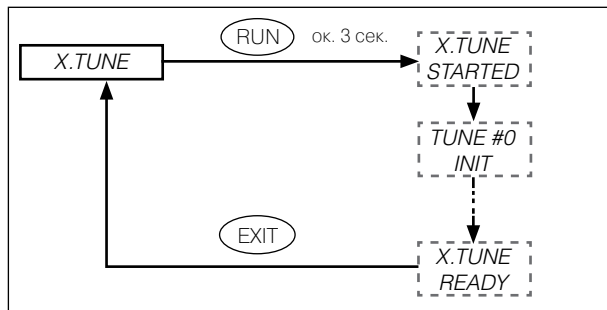 RUN
ок. 3 сек.
X.TUNE
X.TUNE
STARTED
TUNE #0
INIT
EXIT
X.TUNE
READY